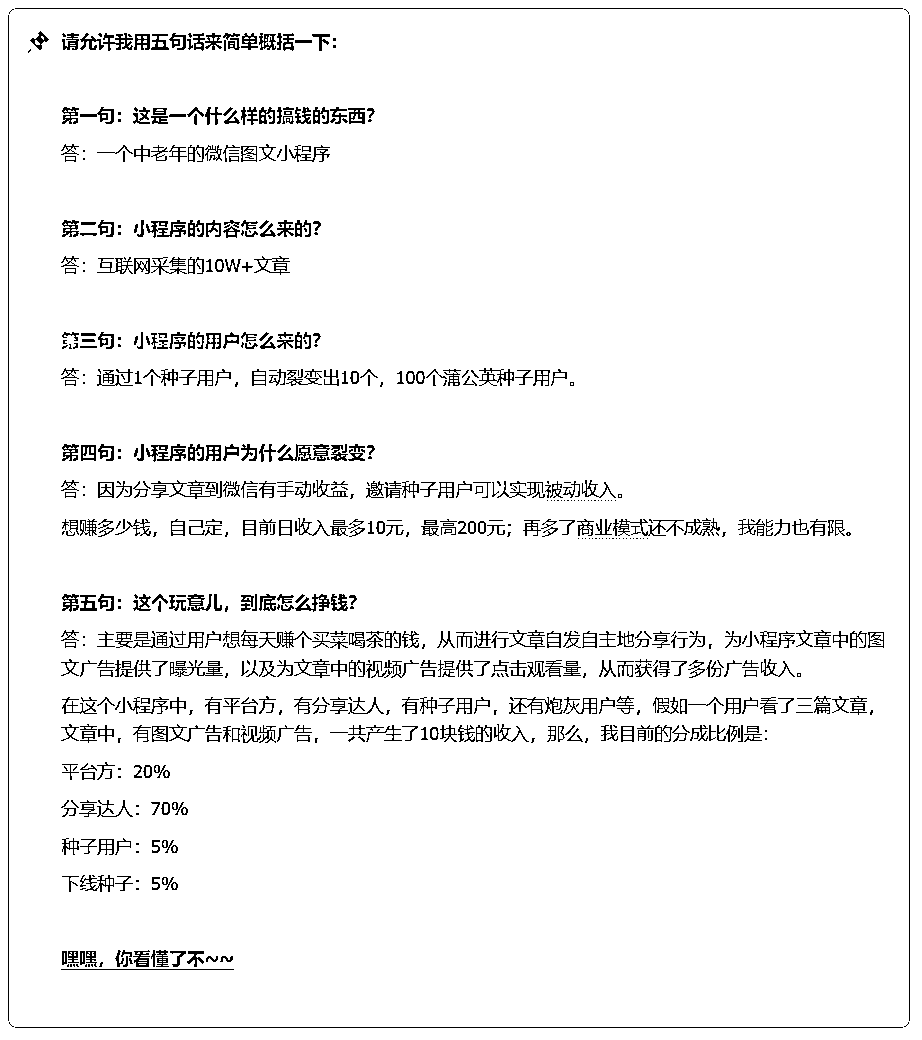 请允许我用五句话来简单概括一下：
第一句：这是一个什么样的搞钱的东西？
答：一个中老年的微信图文小程序
第二句：小程序的内容怎么来的？
答：互联网采集的10W+文章
第三句：小程序的用户怎么来的？
答：通过1个种子用户，自动裂变出10个，100个蒲公英种子用户。
第四句：小程序的用户为什么愿意裂变？
答：因为分享文章到微信有手动收益，邀请种子用户可以实现被动收入。
想赚多少钱，自己定，目前日收入最多10元，最高200元；再多了商业模式还不成熟，我能力也有限。
第五句：这个玩意儿，到底怎么挣钱？
答：主要是通过用户想每天赚个买菜喝茶的钱，从而进行文章自发自主地分享行为，为小程序文章中的图
文广告提供了曝光量，以及为文章中的视频广告提供了点击观看量，从而获得了多份广告收入。
在这个小程序中，有平台方，有分享达人，有种子用户，还有炮灰用户等，假如一个用户看了三篇文章，
文章中，有图文广告和视频广告，一共产生了10块钱的收入，那么，我目前的分成比例是：
平台方：20%
分享达人：70%
种子用户：5%
下线种子：5%
嘿嘿，你看懂了不~~